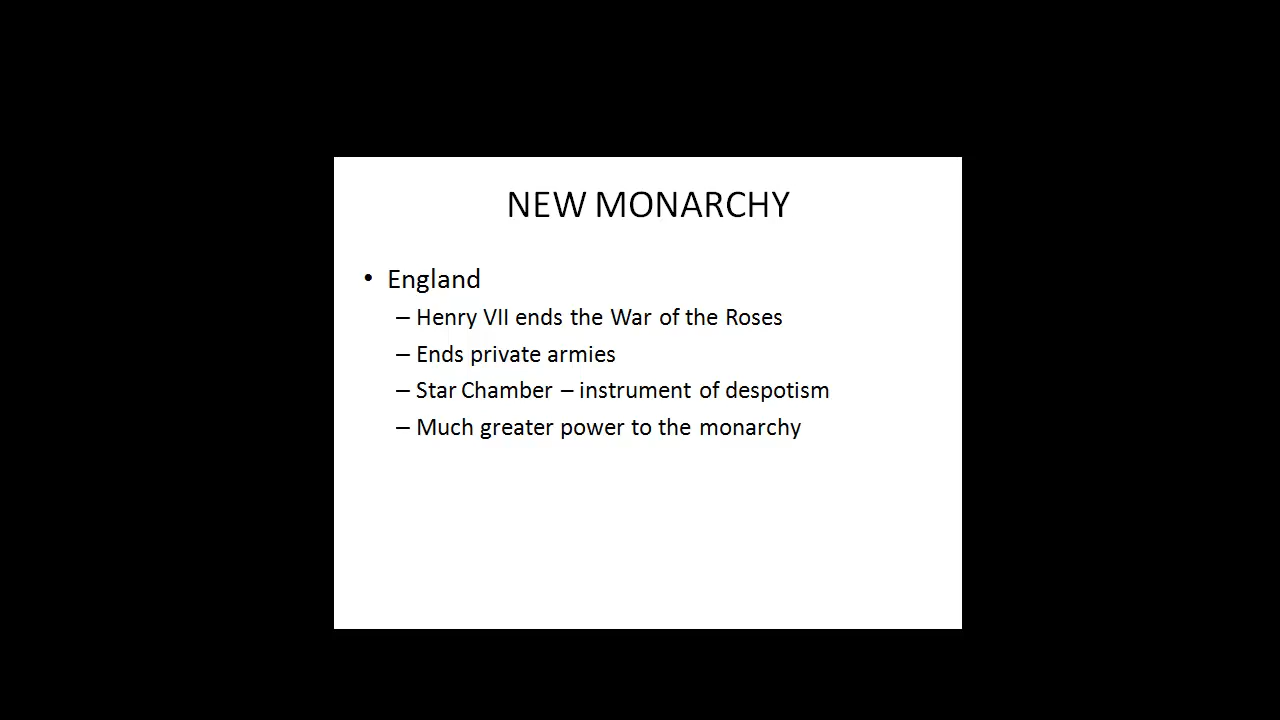 NEW MONARCHY
• England
– Henry VII ends the War of the Roses
– Ends private armies
– Star Chamber – instrument of despotism
– Much greater power to the monarchy